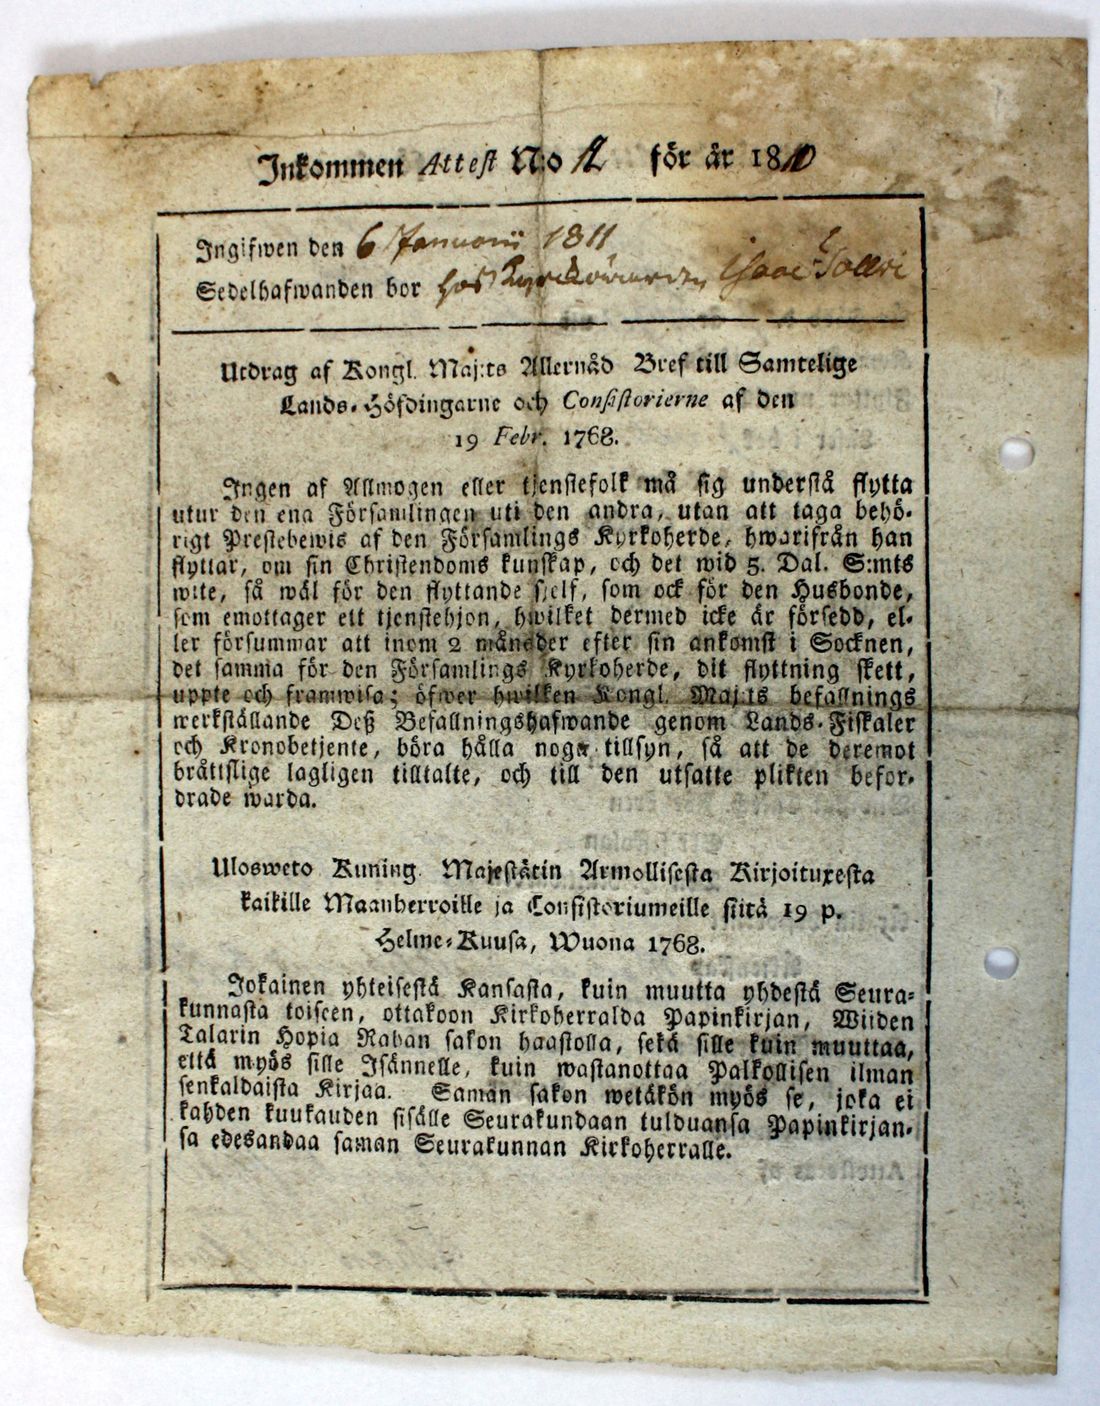 Inkommen Attest N:o 12 för år 1810
Ingifwen den 6 Januarii 1811
Sedelhafwanden bor hos Kyrckovärden Isaac
Utdrag af Kongl. Maj:ts Allernåd Bref till Samtelige
Lands-Höfdingarne och Consistorierne af den
19 Febr. 1768.
Ingen af Allmogen eller tjenstefolk må sig understå flytta
utur den ena Församlingen uti den andra, utan att taga behö-
rigt Prestebewis af den Församlings Kyrkoherde, hwarifrån han
flyttar, om sin Christendoms kunskap, och det wid 5. Dal. S:mts
wite, så wäl för den flyttande sjelf, som ock för den Husbonde,
som emottager ett tjenstehjon, hwilket dermed icke är försedd, el-
ler försummar att inom 2 månader efter sin ankomst i Socknen,
det samma för den Församlings Kyrkoherde, dit flyttning skett,
uppte och framwisa; öfwer hwilken Kongl. Maj:ts befallnings
werkställande Deß Befallningshafwande genom Lands-Fiskaler
och Kronobetjente, böra hålla noga tillsyn, så att de deremot
bråttslige lagligen tilltalte, och till den utsatte plikten befor-
drade warda.
Ulosweto Kuning. Majestätin Armollisesta Kirjoituxesta
kaikille Maanherroille ja Consistoriumeille siitä 19 p.
Helme-Kuusa, Wuona 1768.
Jokainen yhteisestä Kansasta, kuin muutta yhdestä Seura-
kunnasta toiseen, ottakoon Kirkoherralda Papinkirjan, Wiiden
Talarin Hopia Rahan sakon haastolla, sekä sille kuin muuttaa,
että myös sille Isännelle, kuin wastanottaa Palkollisen ilman
senkaldaista Kirjaa. Saman sakon wetäkön myös se, joka ei
kahden kuukauden sisälle Seurakundaan tulduansa Papinkirjan-
sa edesandaa saman Seurakunnan Kirkoherralle.